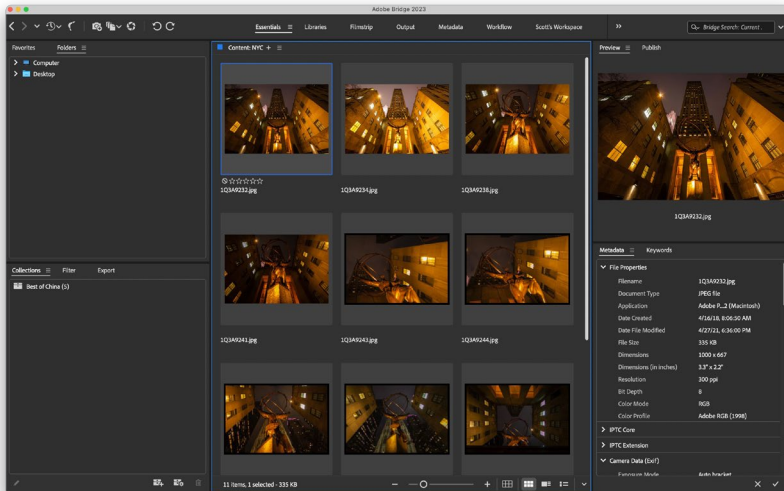 Adobe Bridge 2023
Essentials
Libraries
Filmstrip
Output
Metadata
Workflow
Scott's Workspace
>>
Bridge Search: Current
Favorites
Folders
Computer
Desktop
Collections
Filter
Export
Best of China (5)
Content: NYC +
1Q3A9232.jpg
1Q3A9234.jpg
1Q3A9238.jpg
1Q3A9241.jpg
1Q3A9243.jpg
1Q3A9244.jpg
11 items, 1 selected - 335 KB
Preview
Publish
1Q3A9232.jpg
Metadata
Keywords
File Properties
Filename 1Q3A9232.jpg
Document Type JPEG file
Application Adobe P...2 (Macintosh)
Date Created 4/16/18, 8:06:50 AM
Date File Modified 4/27/21, 6:36:00 PM
File Size 335 KB
Dimensions 1000 x 667
Dimensions (in inches) 3.3" x 2.2"
Resolution 300 ppi
Bit Depth 8
Color Mode RGB
Color Profile Adobe RGB (1998)
IPTC Core
IPTC Extension
Camera Data (Exif)
Exposure Mode Auto bracket